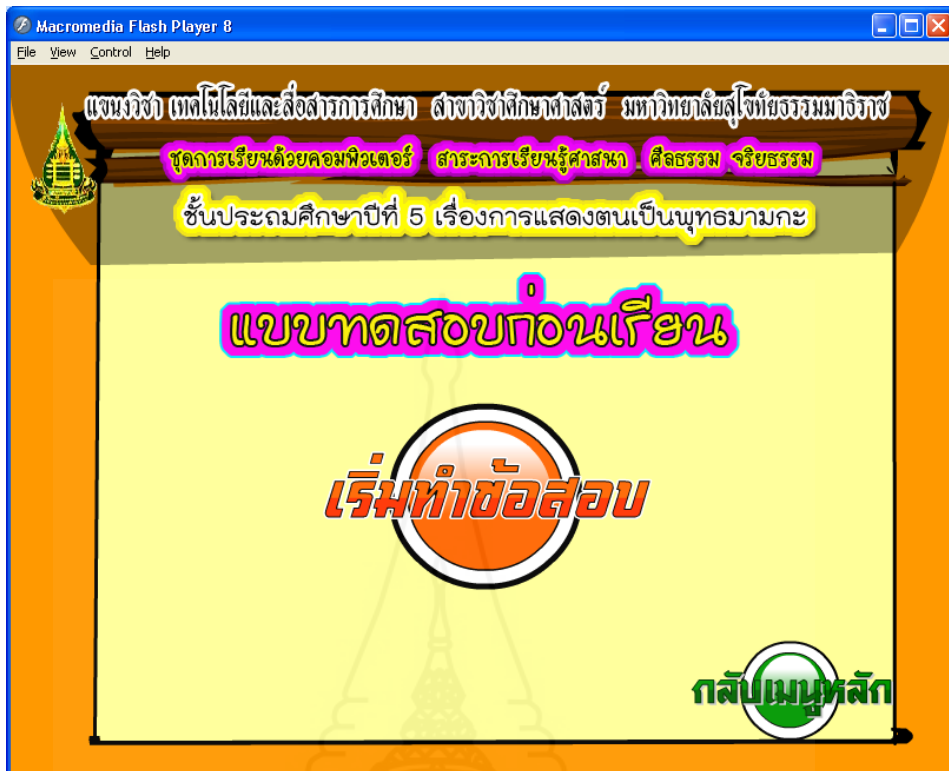 Macromedia Flash Player 8
File View Control Help
แขนงวิชา เทคโนโลยีและสื่อสารการศึกษา สาขาวิชาศึกษาศาสตร์ มหาวิทยาลัยสุโขทัยธรรมมาธิราช
ชุดการเรียนด้วยคอมพิวเตอร์ สาระการเรียนรู้ศาสนา ศีลธรรม จริยธรรม
ชั้นประถมศึกษาปีที่ 5 เรื่องการแสดงตนเป็นพุทธมามกะ
แบบทดสอบก่อนเรียน
เริ่มทำข้อสอบ
กลับเมนูหลัก